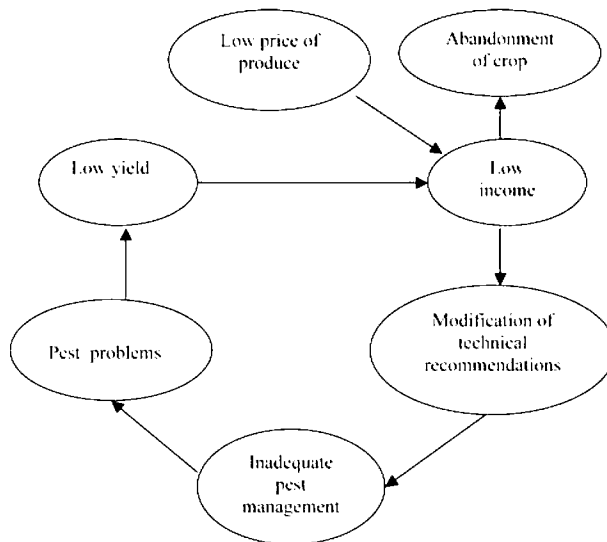 Low price of
produce
Abandonment
of crop
Low yield
Low
income
Pest problems
Modification of
technical
recommendations
Inadequate
pest
management